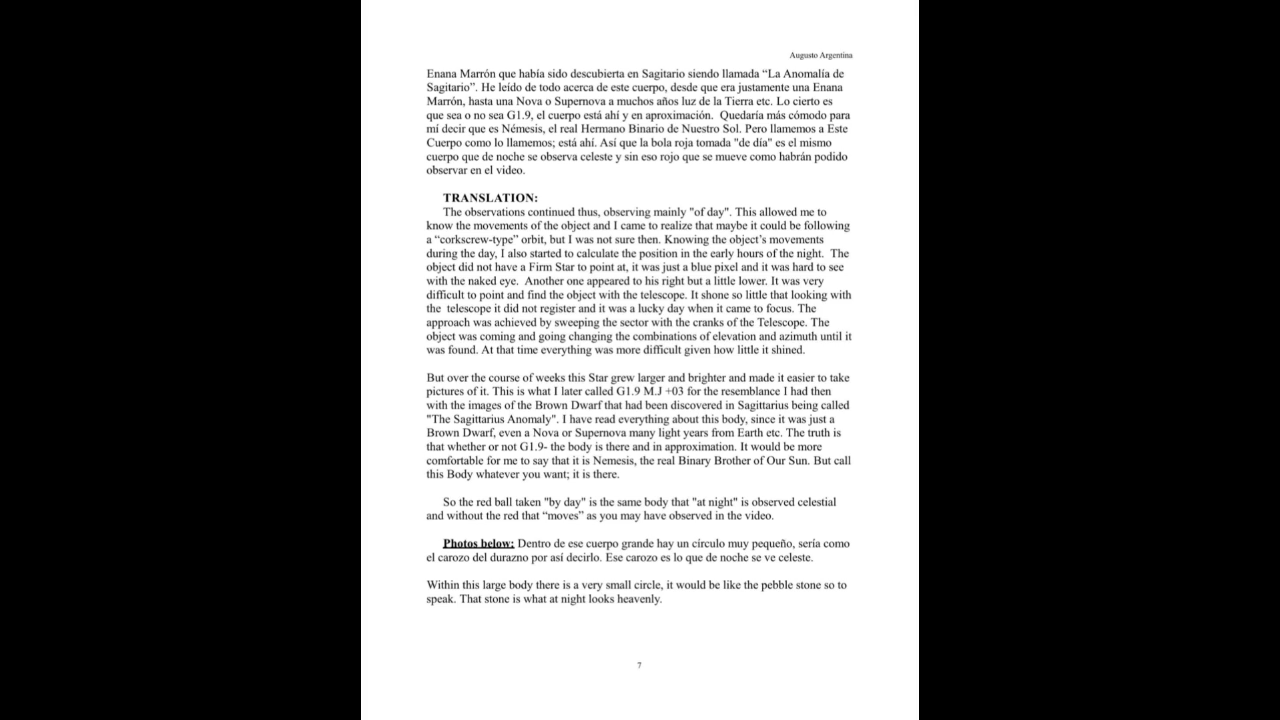 Augusto Argentina
Enana Marrón que había sido descubierta en Sagitario siendo llamada “La Anomalía de
Sagitario”. He leído de todo acerca de este cuerpo, desde que era justamente una Enana
Marrón, hasta una Nova o Supernova a muchos años luz de la Tierra etc. Lo cierto es
que sea o no sea G1.9, el cuerpo está ahí y en aproximación.  Quedaría más cómodo para
mí decir que es Némesis, el real Hermano Binario de Nuestro Sol. Pero llamemos a Este
Cuerpo como lo llamemos; está ahí. Así que la bola roja tomada "de día" es el mismo
cuerpo que de noche se observa celeste y sin eso rojo que se mueve como habrán podido
observar en el video.
TRANSLATION:
The observations continued thus, observing mainly "of day". This allowed me to
know the movements of the object and I came to realize that maybe it could be following
a “corkscrew-type” orbit, but I was not sure then. Knowing the object’s movements
during the day, I also started to calculate the position in the early hours of the night.  The
object did not have a Firm Star to point at, it was just a blue pixel and it was hard to see
with the naked eye.  Another one appeared to his right but a little lower. It was very
difficult to point and find the object with the telescope. It shone so little that looking with
the  telescope it did not register and it was a lucky day when it came to focus. The
approach was achieved by sweeping the sector with the cranks of the Telescope. The
object was coming and going changing the combinations of elevation and azimuth until it
was found. At that time everything was more difficult given how little it shined.
But over the course of weeks this Star grew larger and brighter and made it easier to take
pictures of it. This is what I later called G1.9 M.J +03 for the resemblance I had then
with the images of the Brown Dwarf that had been discovered in Sagittarius being called
"The Sagittarius Anomaly". I have read everything about this body, since it was just a
Brown Dwarf, even a Nova or Supernova many light years from Earth etc. The truth is
that whether or not G1.9- the body is there and in approximation. It would be more
comfortable for me to say that it is Nemesis, the real Binary Brother of Our Sun. But call
this Body whatever you want; it is there.
So the red ball taken "by day" is the same body that "at night" is observed celestial
and without the red that “moves” as you may have observed in the video.
Photos below: Dentro de ese cuerpo grande hay un círculo muy pequeño, sería como
el carozo del durazno por así decirlo. Ese carozo es lo que de noche se ve celeste.
Within this large body there is a very small circle, it would be like the pebble stone so to
speak. That stone is what at night looks heavenly.
7